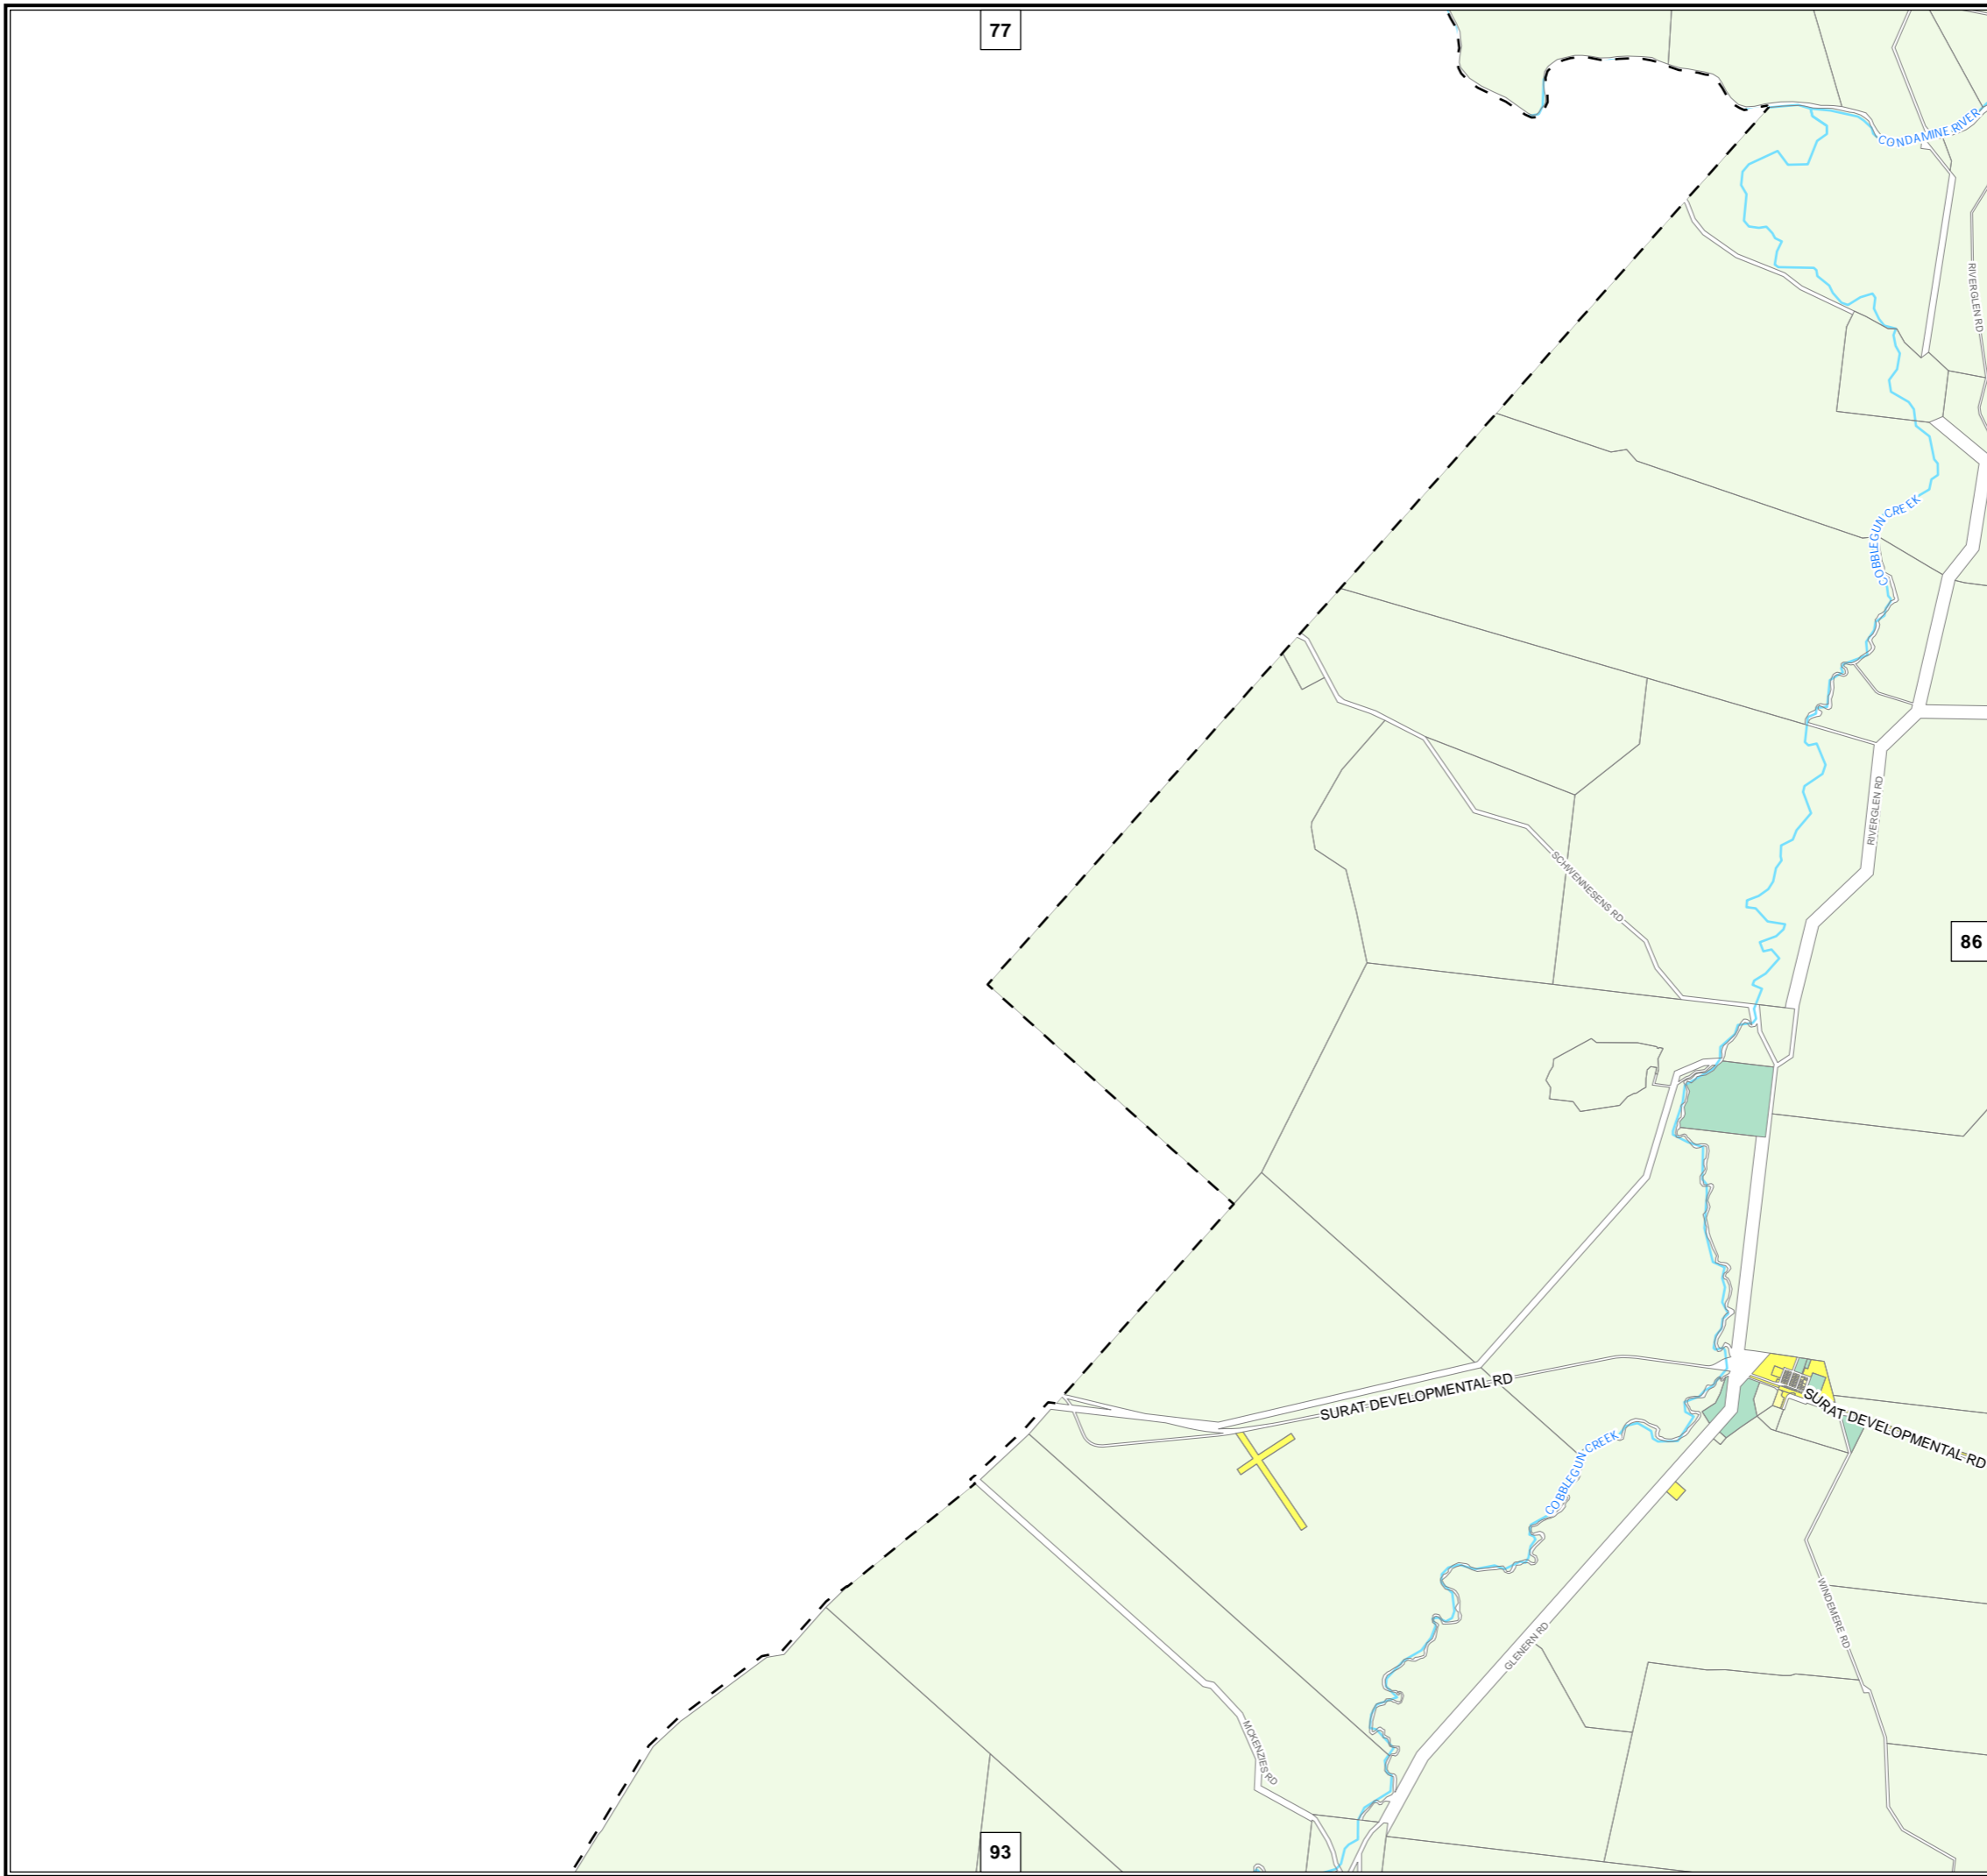 77
CONDAMINE RIVER
RIVERGLEN RD
COBBLEGUN CREEK
RIVERGLEN RD
SCHWENNESENS RD
86
SURAT DEVELOPMENTAL RD
SURAT DEVELOPMENTAL RD
COBBLEGUN CREEK
WINDEMERE RD
GLENERN RD
MCKENZIES RD
93